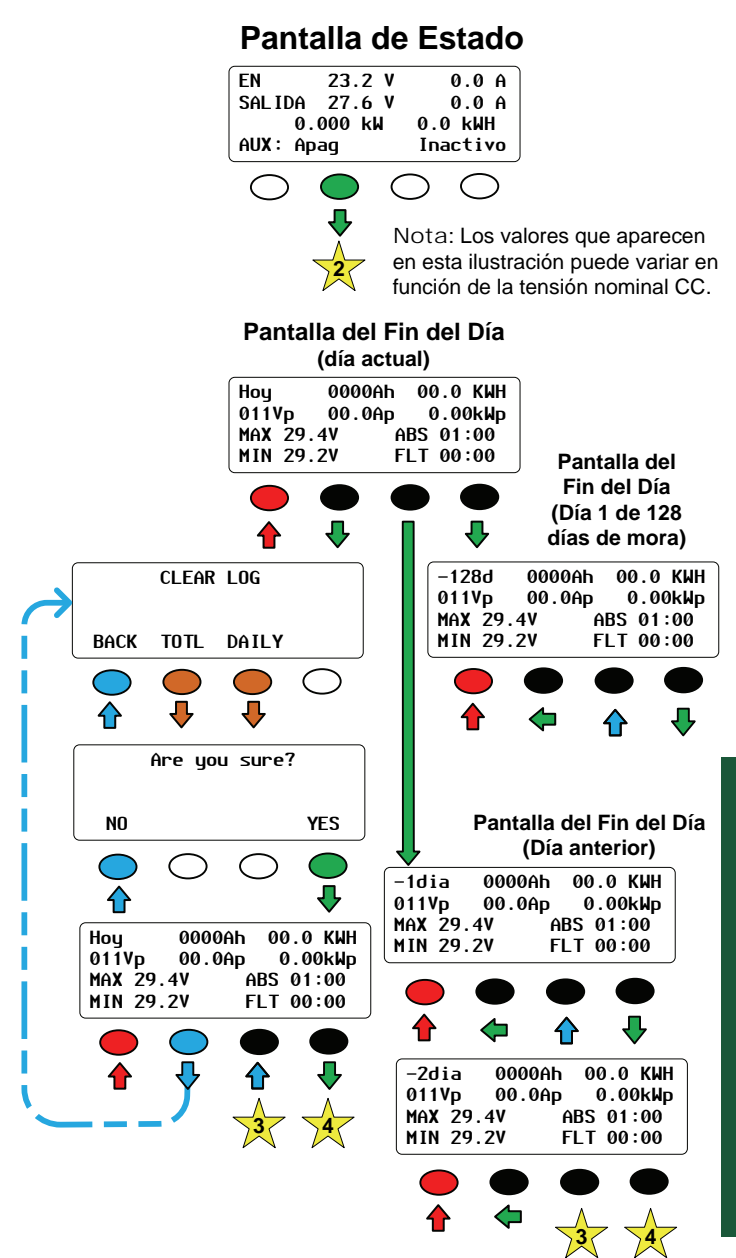 Pantalla de Estado
EN 23.2 V 0.0 A
SALIDA 27.6 V 0.0 A
0.000 kW 0.0 kWH
AUX: Apag Inactivo
2
Nota: Los valores que aparecen
en esta ilustración puede variar en
función de la tensión nominal CC.
Pantalla del Fin del Día
(día actual)
Hoy 0000Ah 00.0 KWH
011Vp 00.0Ap 0.00kWp
MAX 29.4V ABS 01:00
MIN 29.2V FLT 00:00
Pantalla del
Fin del Día
(Día 1 de 128
días de mora)
-128d 0000Ah 00.0 KWH
011Vp 00.0Ap 0.00kWp
MAX 29.4V ABS 01:00
MIN 29.2V FLT 00:00
CLEAR LOG
BACK TOTL DAILY
Are you sure?
NO YES
Hoy 0000Ah 00.0 KWH
011Vp 00.0Ap 0.00kWp
MAX 29.4V ABS 01:00
MIN 29.2V FLT 00:00
3 4
Pantalla del Fin del Día
(Día anterior)
-1dia 0000Ah 00.0 KWH
011Vp 00.0Ap 0.00kWp
MAX 29.4V ABS 01:00
MIN 29.2V FLT 00:00
-2dia 0000Ah 00.0 KWH
011Vp 00.0Ap 0.00kWp
MAX 29.4V ABS 01:00
MIN 29.2V FLT 00:00
3 4